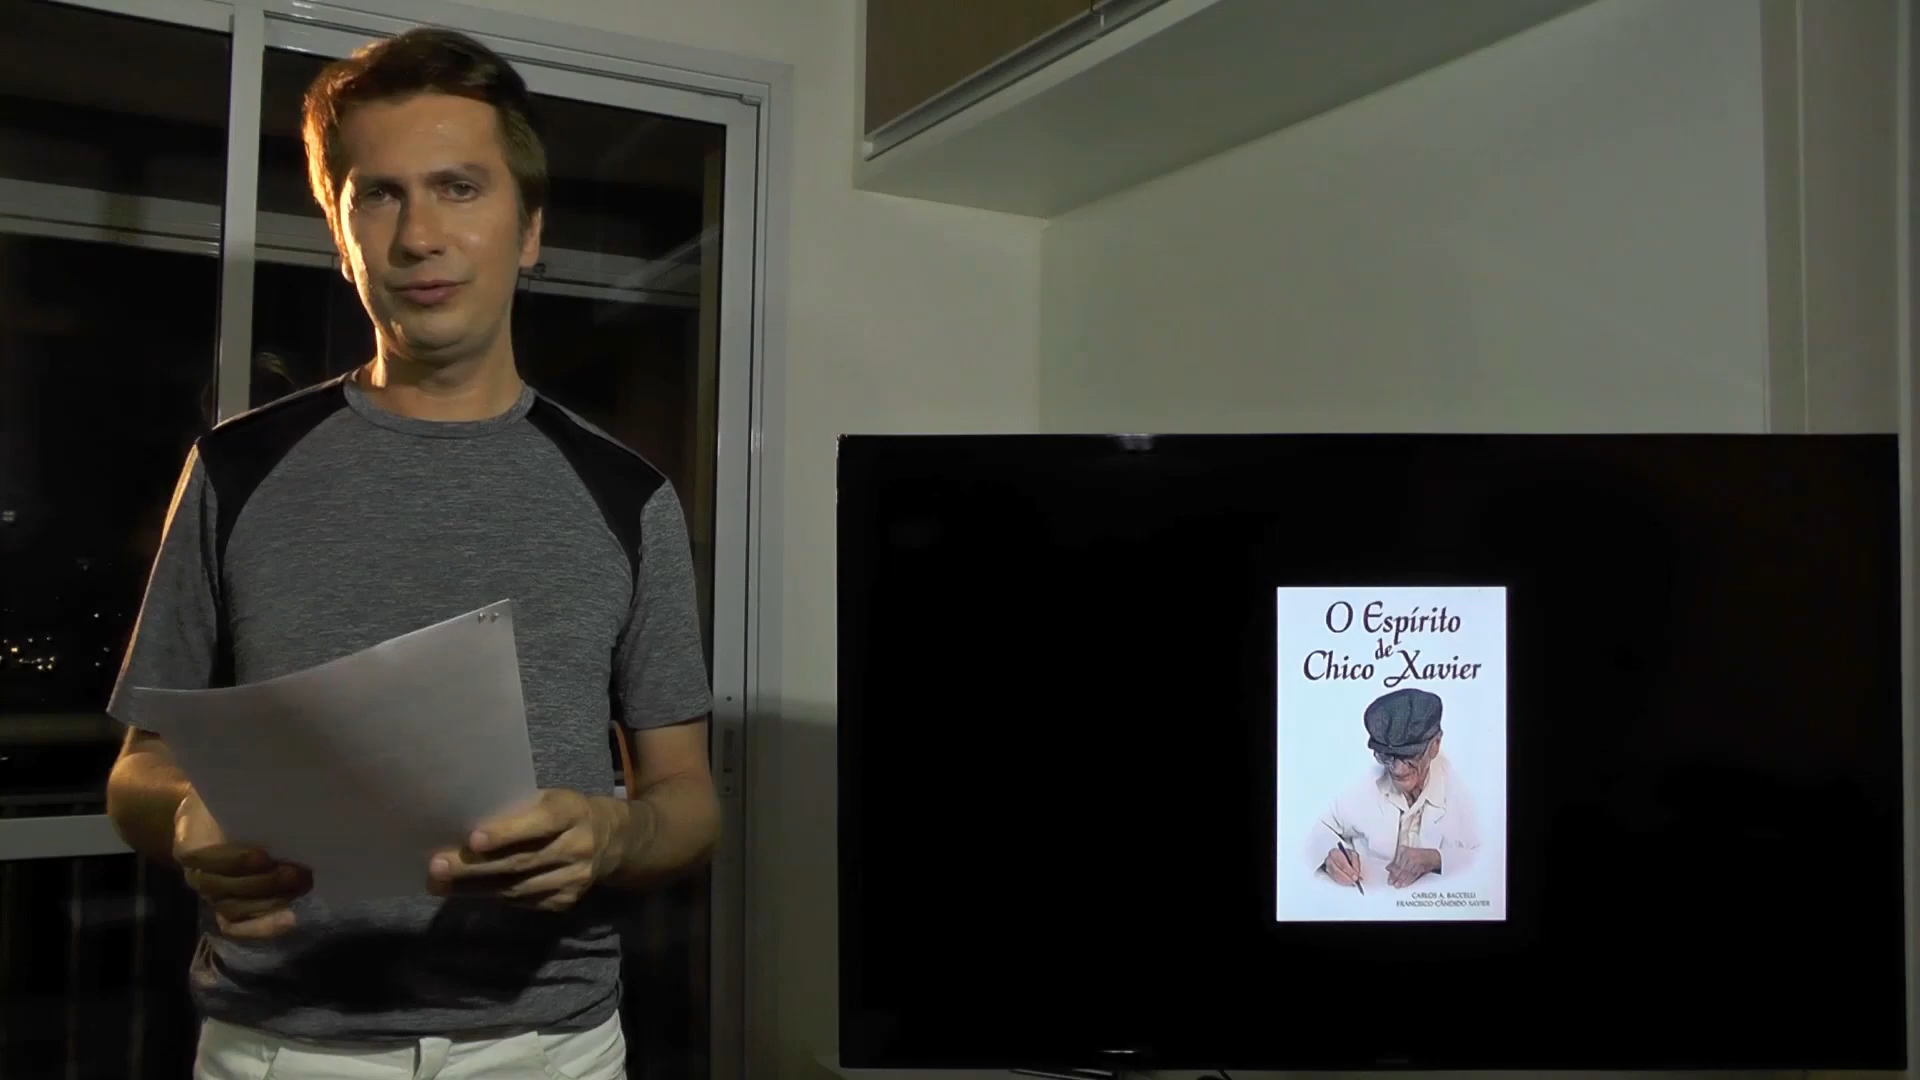 O Espírito
de
Chico Xavier
CARLOS A. BACCELLI
FRANCISCO CÂNDIDO XAVIER